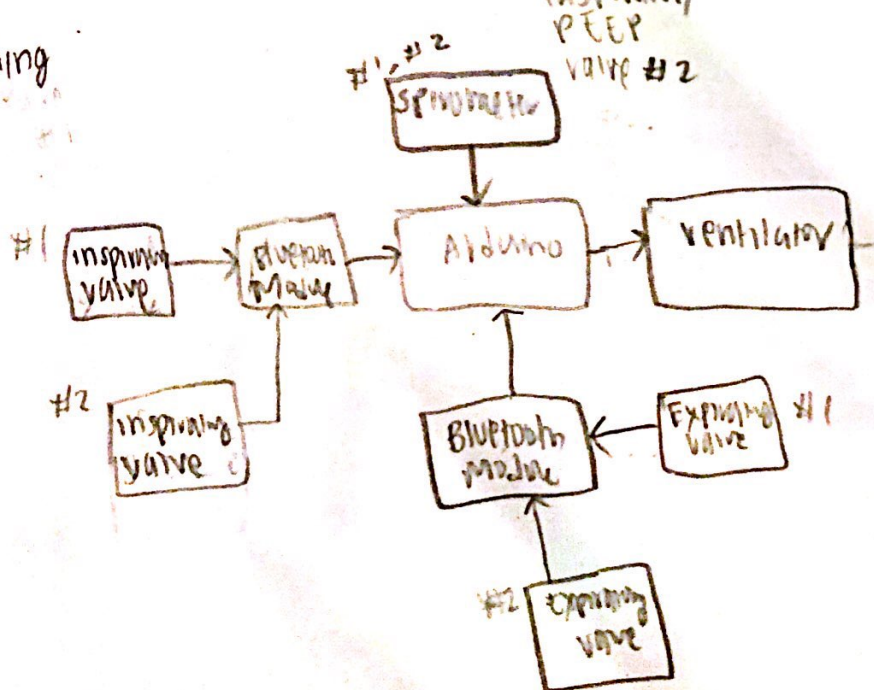 PEEP
valve #2
#1, #2
Spirometer
#1
inspiring
valve
Bluetooth
Module
Arduino
Ventilator
#2
inspiring
valve
Bluetooth
Module
Expiring
valve
#1
#2
Expiring
valve